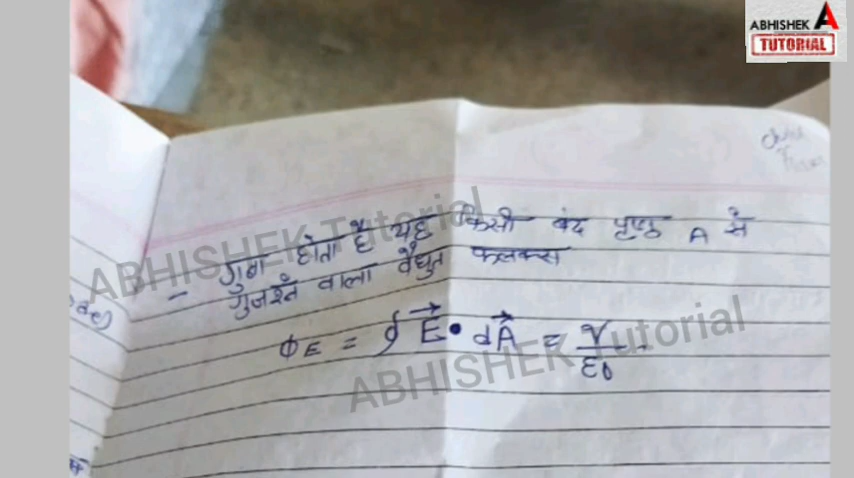 ABHISHEK
TUTORIAL
गुणा होता है यह किसी बंद पृष्ठ A से
- गुजरने वाला वैद्युत फ्लक्स
ΦE = ∮ E⃗ • dA⃗ = q/ε0
ABHISHEK Tutorial
ABHISHEK Tutorial